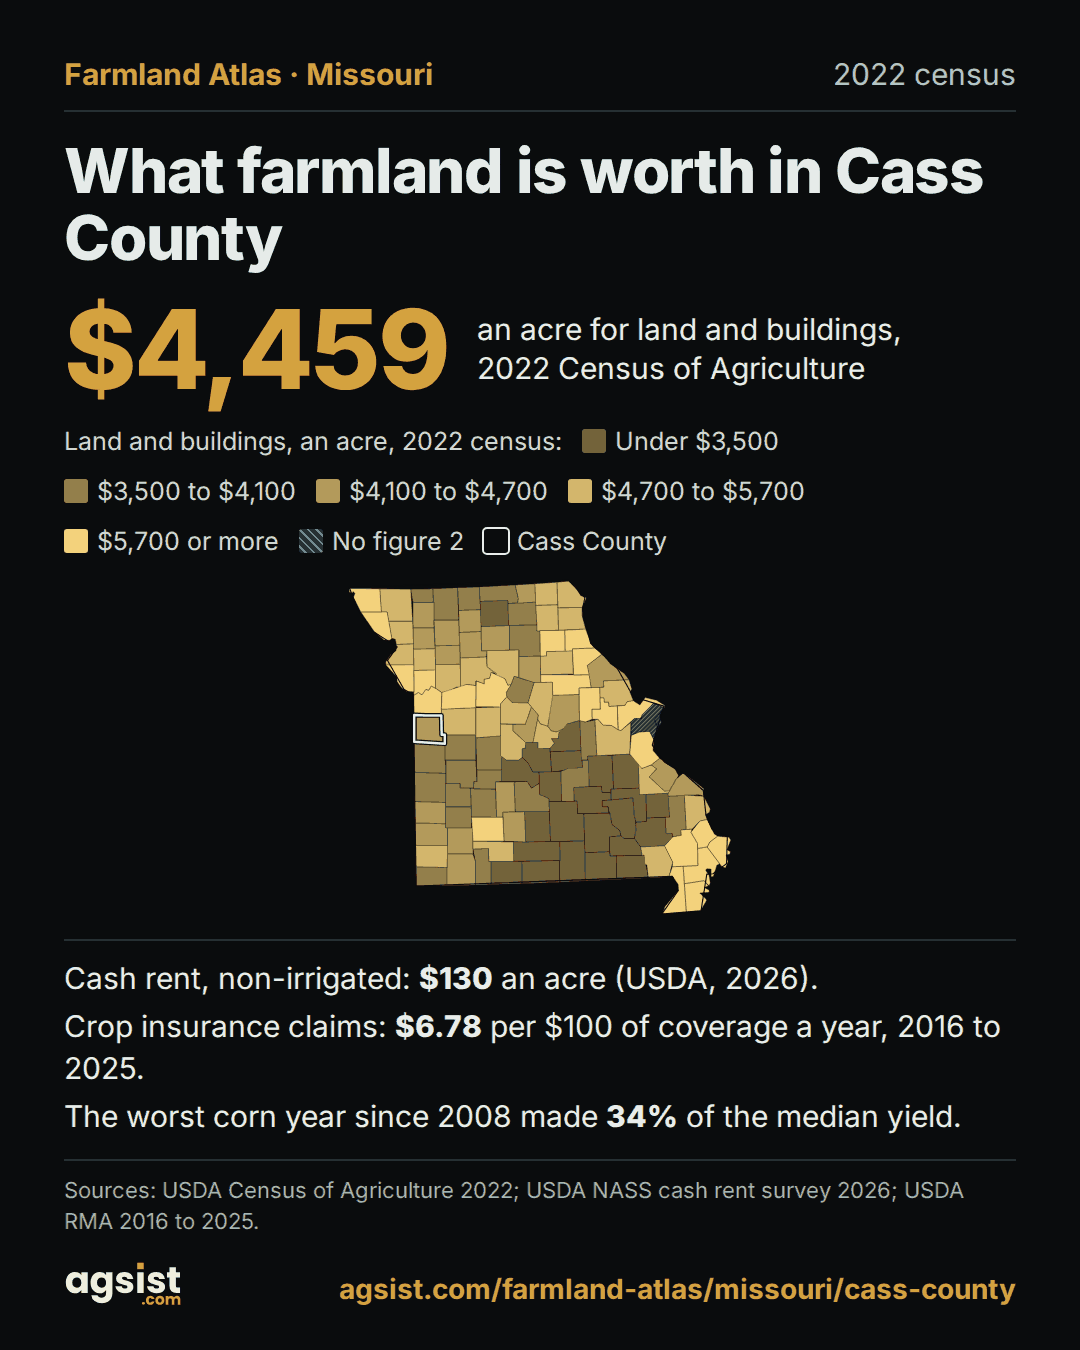 Farmland Atlas · Missouri
2022 census
What farmland is worth in Cass
County
$4,459
an acre for land and buildings,
2022 Census of Agriculture
Land and buildings, an acre, 2022 census: Under $3,500
$3,500 to $4,100 $4,100 to $4,700 $4,700 to $5,700
$5,700 or more No figure 2 Cass County
Cash rent, non-irrigated: $130 an acre (USDA, 2026).
Crop insurance claims: $6.78 per $100 of coverage a year, 2016 to
2025.
The worst corn year since 2008 made 34% of the median yield.
Sources: USDA Census of Agriculture 2022; USDA NASS cash rent survey 2026; USDA
RMA 2016 to 2025.
agsist
.com
agsist.com/farmland-atlas/missouri/cass-county